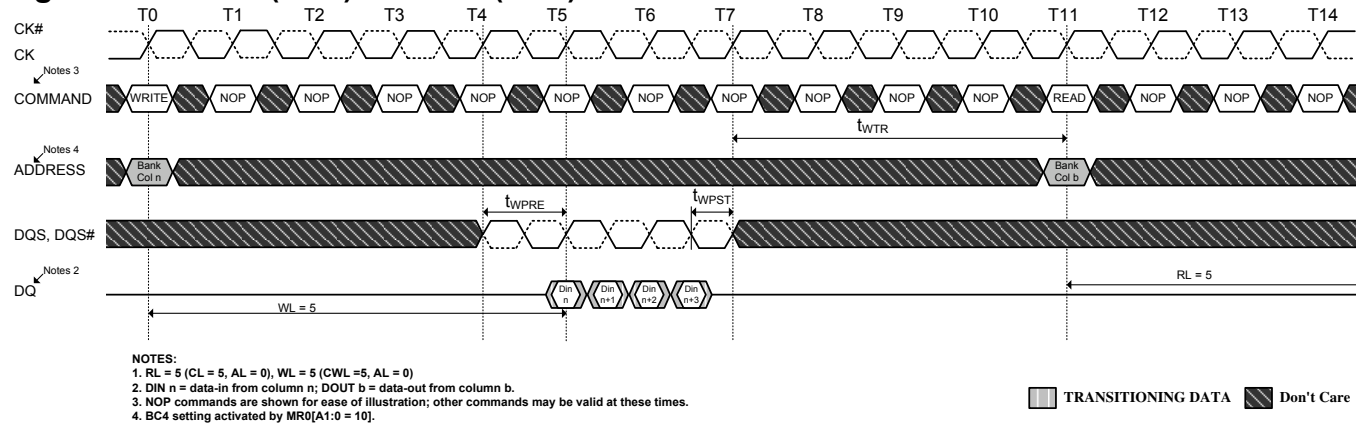 T0 T1 T2 T3 T4 T5 T6 T7 T8 T9 T10 T11 T12 T13 T14
CK#
CK
Notes 3
COMMAND WRITE NOP NOP NOP NOP NOP NOP NOP NOP NOP NOP READ NOP NOP NOP
tWTR
Notes 4
ADDRESS
Bank
Col n
Bank
Col b
tWPRE tWPST
DQS, DQS#
Notes 2
DQ
Din
n
Din
n+1
Din
n+2
Din
n+3
RL = 5
WL = 5
NOTES:
1. RL = 5 (CL = 5, AL = 0), WL = 5 (CWL =5, AL = 0)
2. DIN n = data-in from column n; DOUT b = data-out from column b.
3. NOP commands are shown for ease of illustration; other commands may be valid at these times.
4. BC4 setting activated by MR0[A1:0 = 10].
TRANSITIONING DATA Don't Care